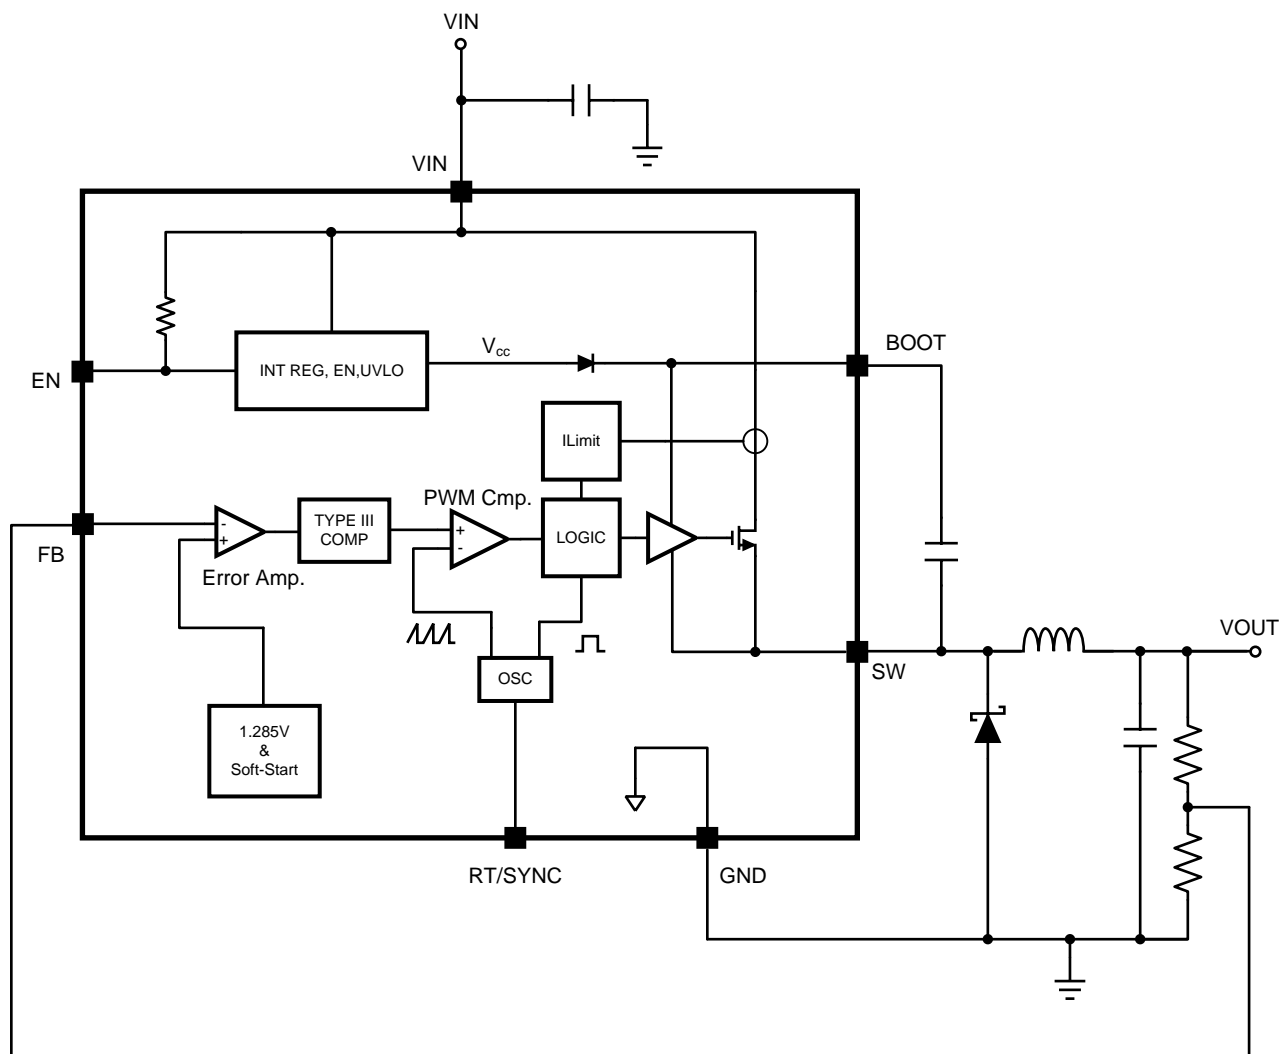 VIN
VIN
BOOT
V
cc
EN
INT REG, EN,UVLO
ILimit
PWM Cmp.
FB
-
+
TYPE III
COMP
+
-
LOGIC
Error Amp.
VOUT
SW
OSC
1.285V
&
Soft-Start
RT/SYNC
GND